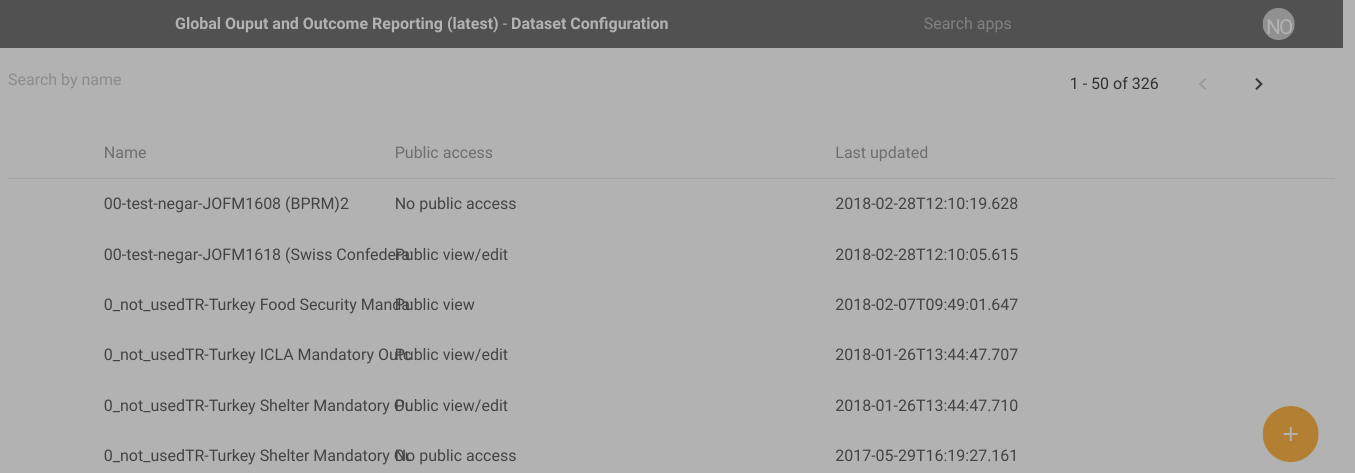 Global Ouput and Outcome Reporting (latest) - Dataset Configuration Search apps NO
Search by name 1 - 50 of 326
Name Public access Last updated
00-test-negar-JOFM1608 (BPRM)2 No public access 2018-02-28T12:10:19.628
00-test-negar-JOFM1618 (Swiss Confedera Public view/edit 2018-02-28T12:10:05.615
0_not_usedTR-Turkey Food Security Manda Public view 2018-02-07T09:49:01.647
0_not_usedTR-Turkey ICLA Mandatory Outc Public view/edit 2018-01-26T13:44:47.707
0_not_usedTR-Turkey Shelter Mandatory Public view/edit 2018-01-26T13:44:47.710
0_not_usedTR-Turkey Shelter Mandatory No public access 2017-05-29T16:19:27.161